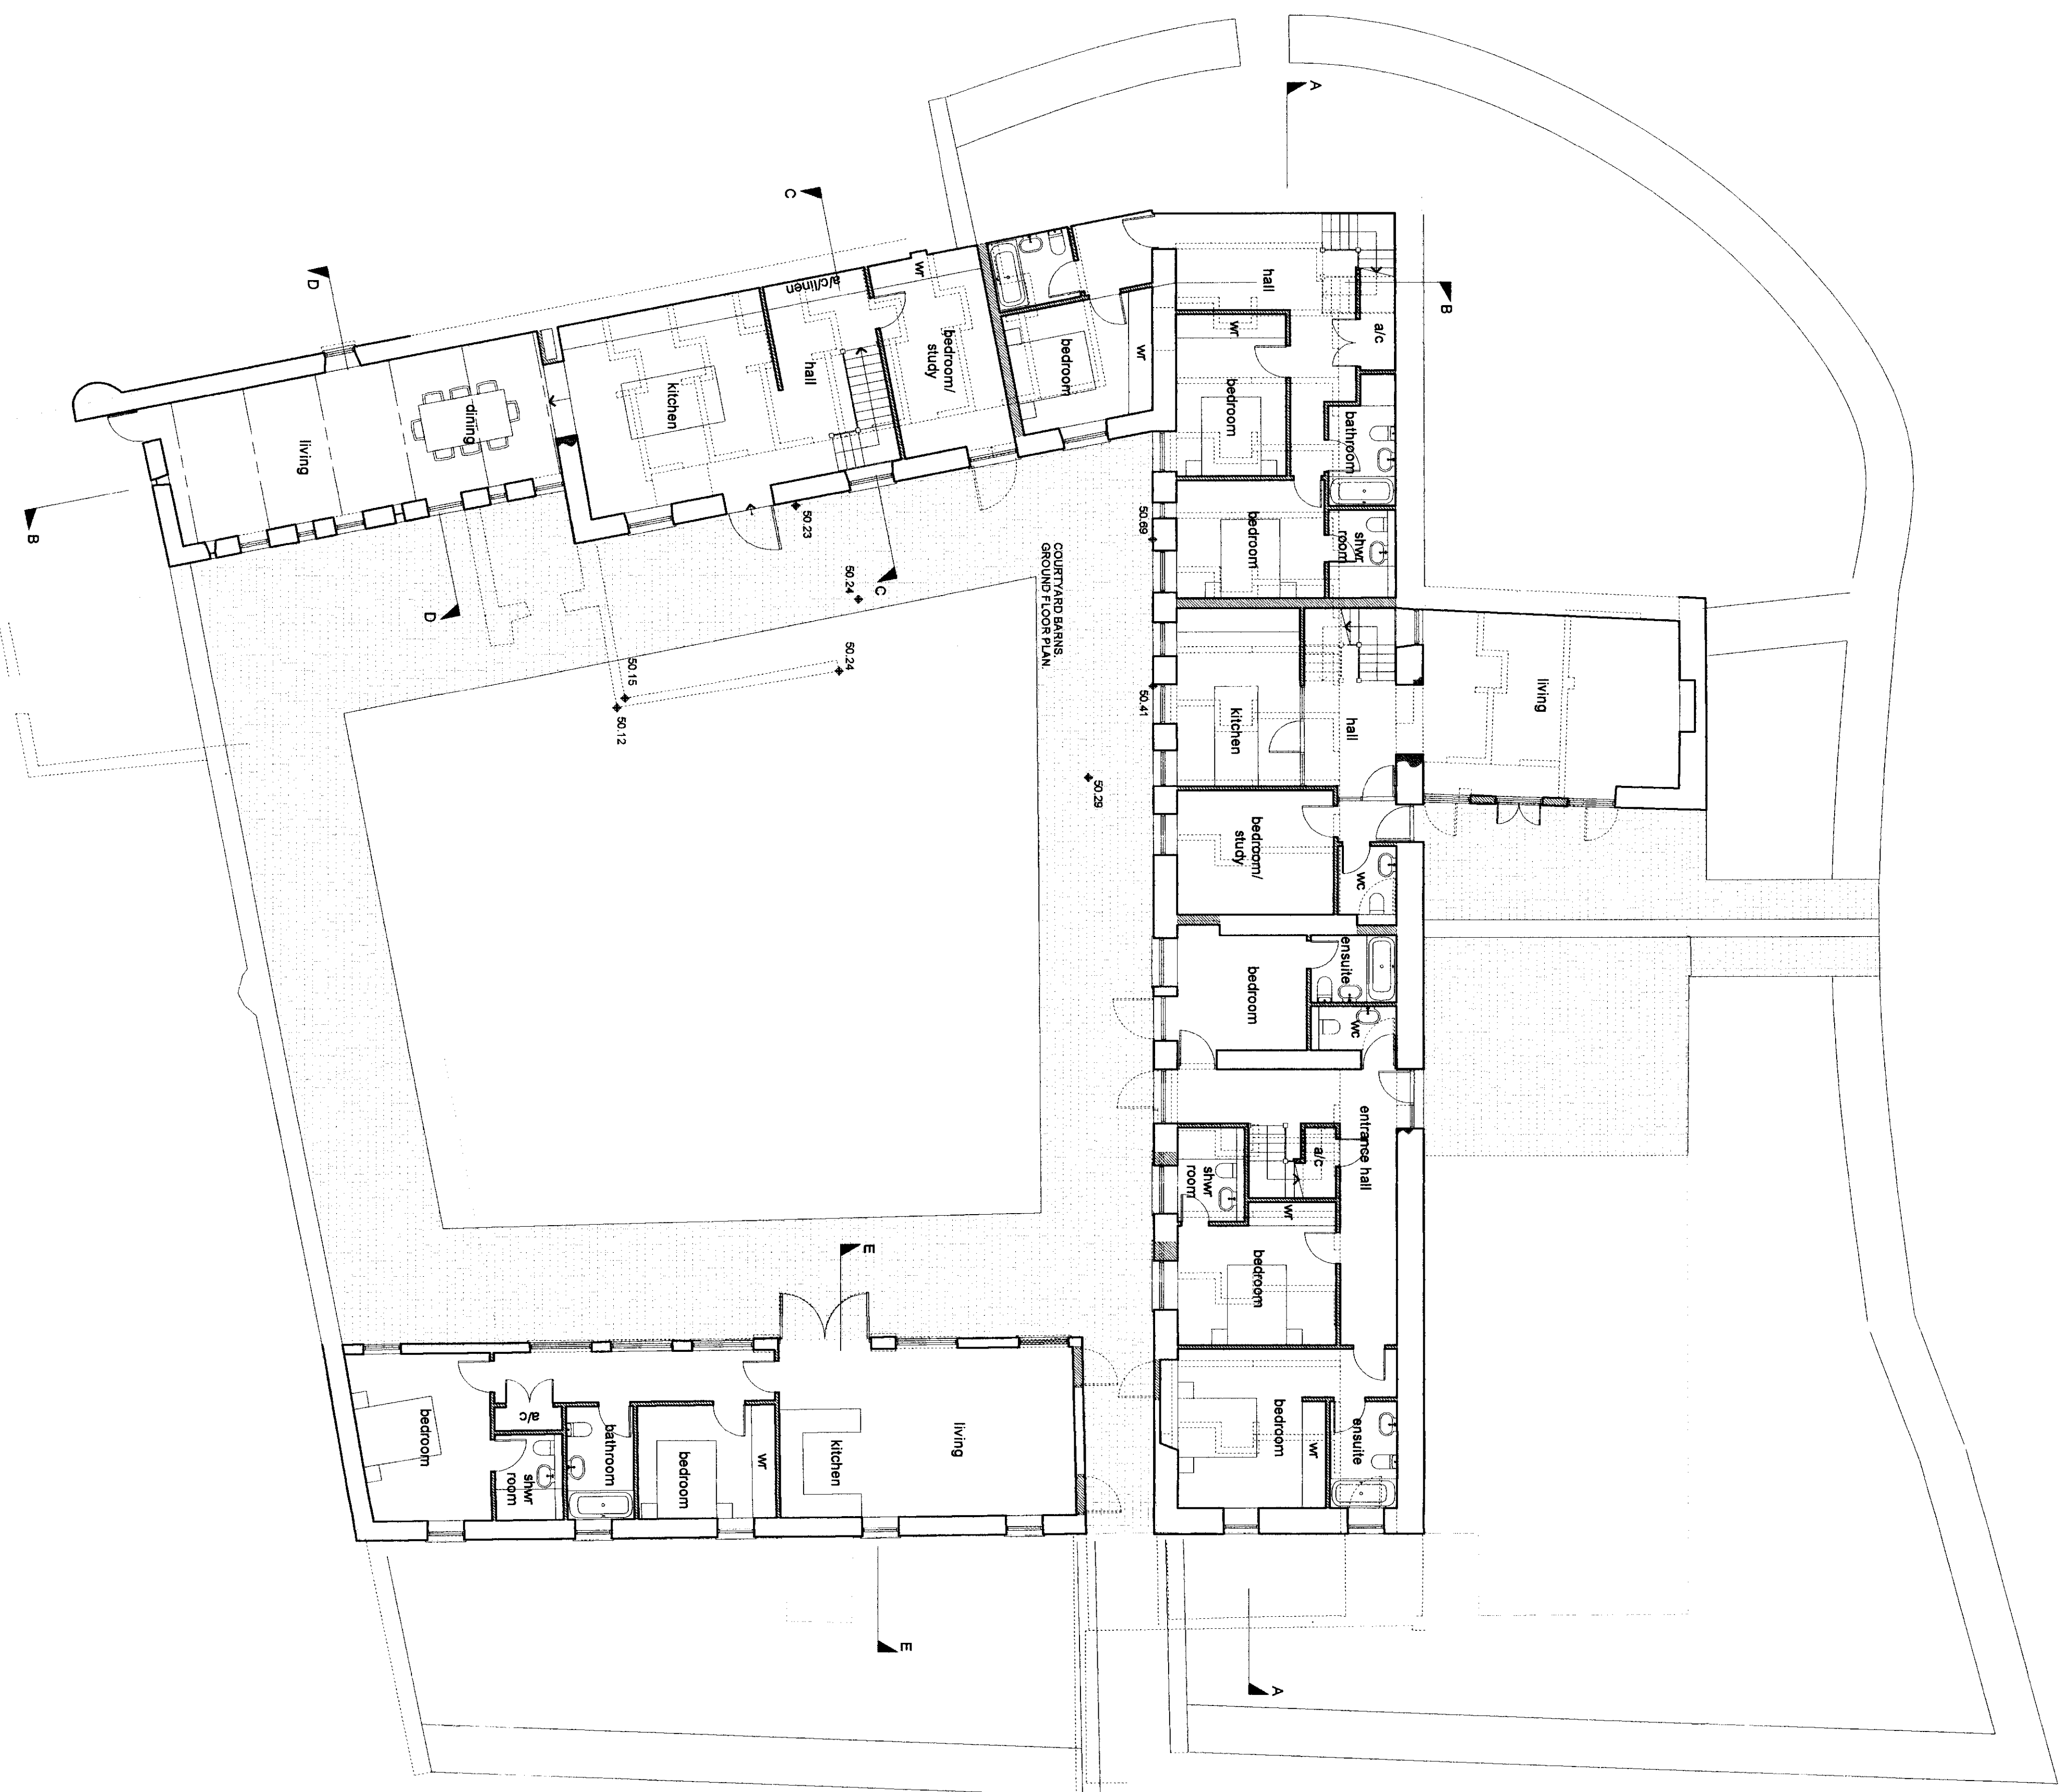 COURTYARD BARNS.
GROUND FLOOR PLAN.
A
B
C
D
wr
a/c/linen
hall
bedroom/
study
bedroom
wr
hall
wr
a/c
bedroom
bathroom
kitchen
dining
living
B
D
C
50.23
50.24
50.24
50.15
50.12
50.69
50.41
50.29
bedroom
shwr
room
kitchen
hall
living
bedroom/
study
wc
ensuite
bedroom
wc
entrance hall
a/c
shwr
room
wr
bedroom
bedroom
wr
ensuite
E
bedroom
a/c
shwr
room
bathroom
bedroom
wr
kitchen
living
E
A